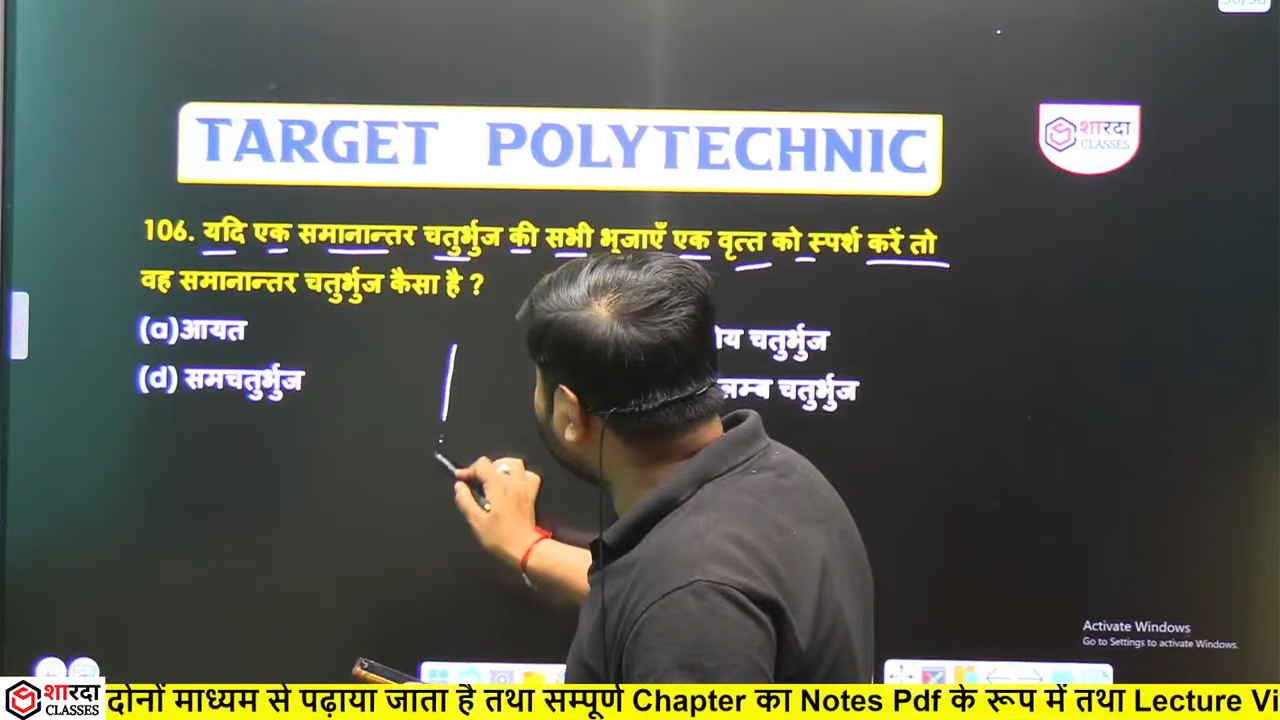 TARGET POLYTECHNIC
शारदा
CLASSES
106. यदि एक समानान्तर चतुर्भुज की सभी भुजाएँ एक वृत्त को स्पर्श करें तो
वह समानान्तर चतुर्भुज कैसा है ?
(a)आयत
चतुर्भुज
(d) समचतुर्भुज
चतुर्भुज
Activate Windows
Go to Settings to activate Windows.
शारदा
CLASSES
दोनों माध्यम से पढ़ाया जाता है तथा सम्पूर्ण Chapter का Notes Pdf के रूप में तथा Lecture Vi